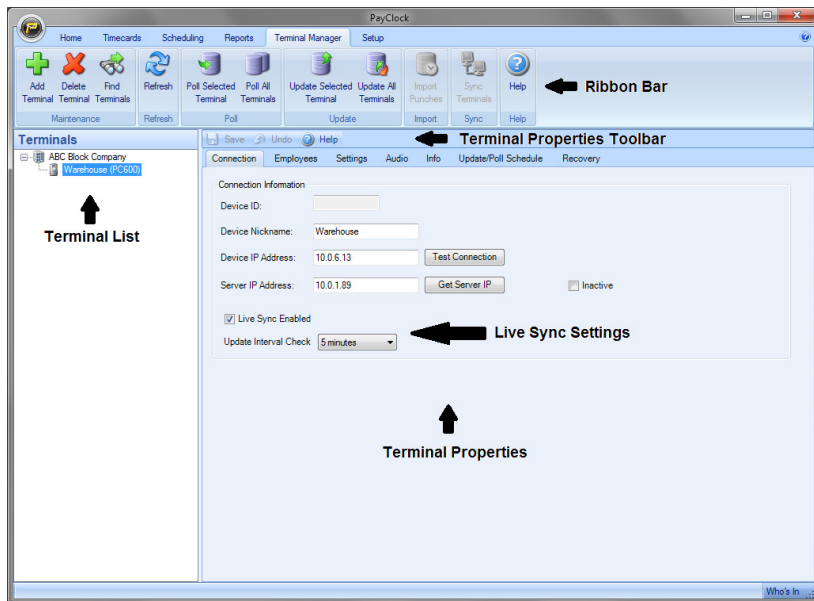 PayClock
Home Timecards Scheduling Reports Terminal Manager Setup
Add Terminal
Delete Terminal
Find Terminals
Refresh
Poll Selected Terminal
Poll All Terminals
Update Selected Terminal
Update All Terminals
Import Punches
Sync Terminals
Help
Ribbon Bar
Maintenance Refresh Poll Update Import Sync Help
Terminals
Save Undo Help
Terminal Properties Toolbar
ABC Block Company
Warehouse (PC600)
Terminal List
Connection Employees Settings Audio Info Update/Poll Schedule Recovery
Connection Information
Device ID:
Device Nickname: Warehouse
Device IP Address: 10.0.6.13 Test Connection
Server IP Address: 10.0.1.89 Get Server IP Inactive
Live Sync Enabled
Update Interval Check 5 minutes
Live Sync Settings
Terminal Properties
Who's In